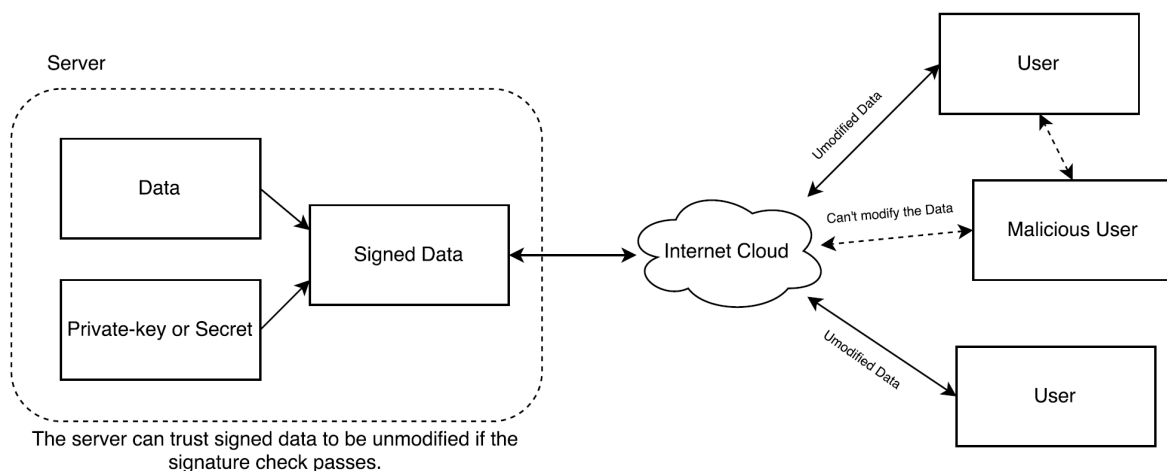 Server
Data
Private-key or Secret
Signed Data
The server can trust signed data to be unmodified if the
signature check passes.
Internet Cloud
Umodified Data
Can't modify the Data
Umodified Data
User
Malicious User
User